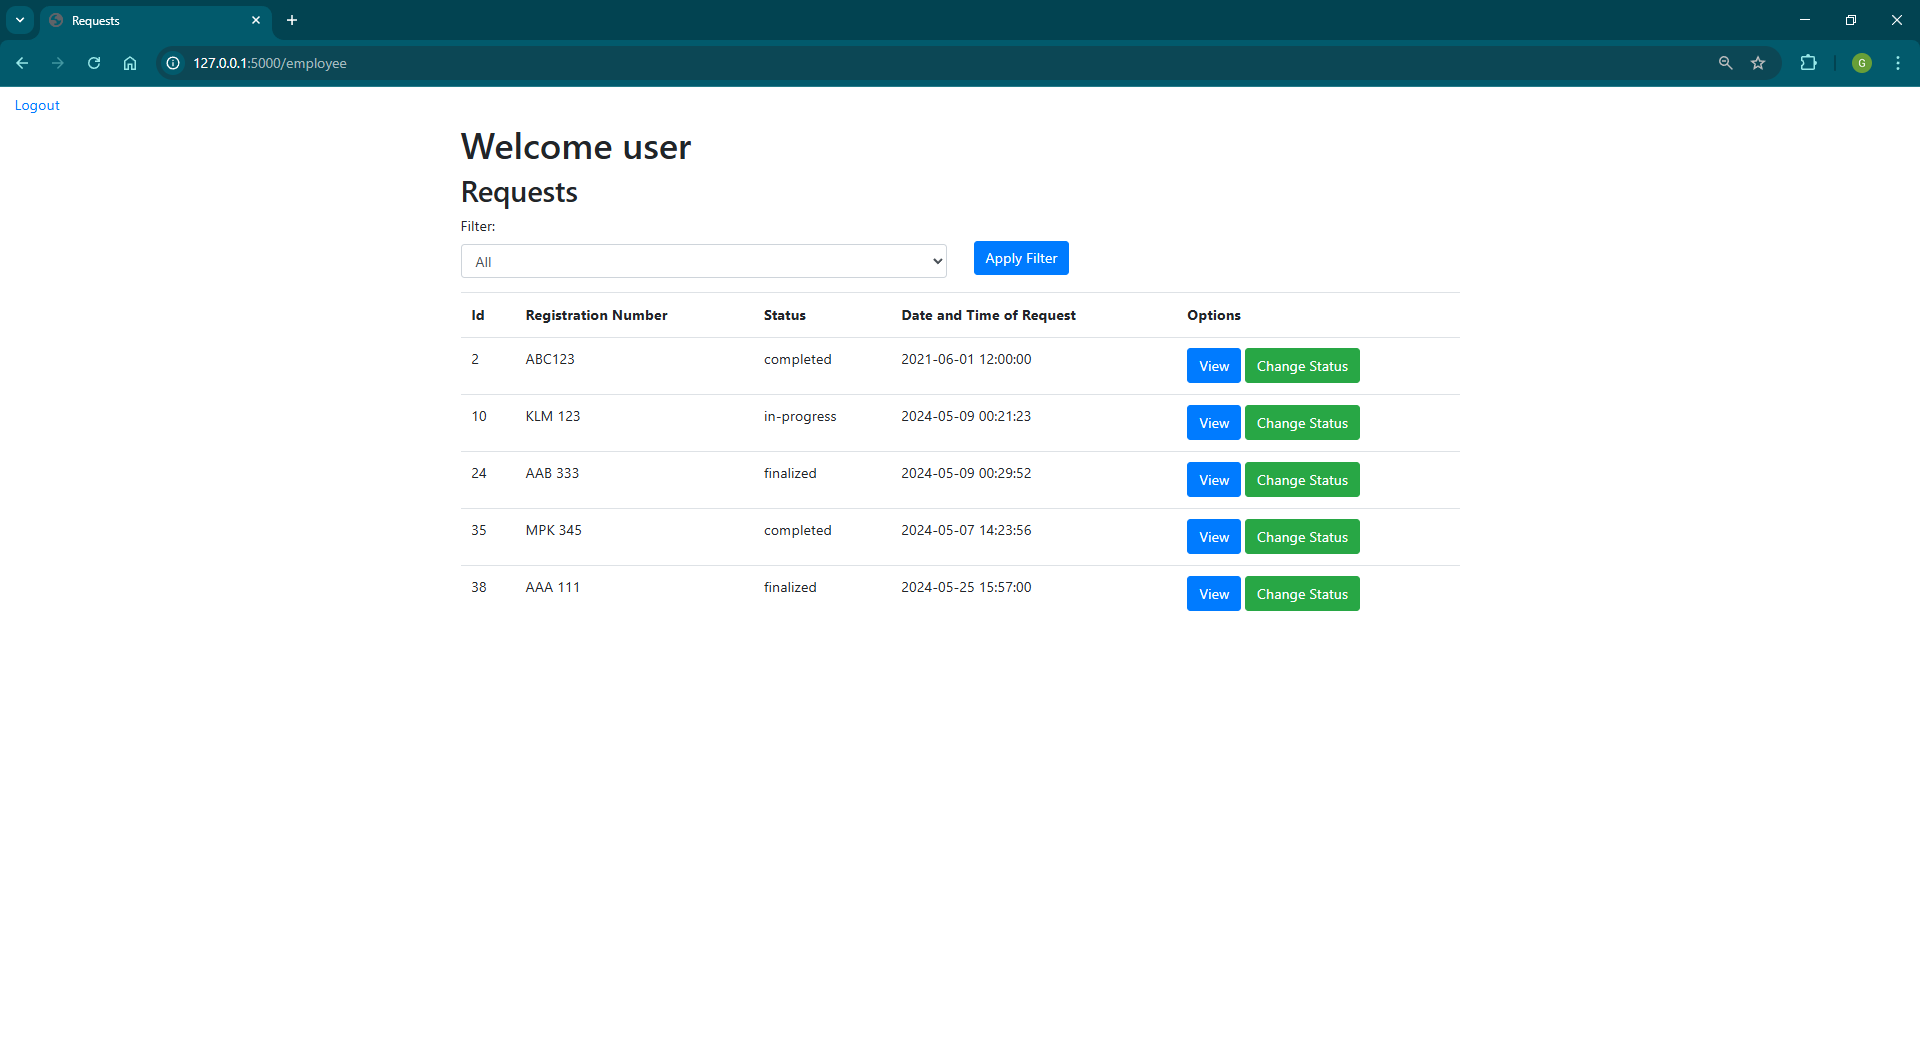 Requests
127.0.0.1:5000/employee
G
Logout
Welcome user
Requests
Filter:
All
Apply Filter
Id Registration Number Status Date and Time of Request Options
2 ABC123 completed 2021-06-01 12:00:00 View Change Status
10 KLM 123 in-progress 2024-05-09 00:21:23 View Change Status
24 AAB 333 finalized 2024-05-09 00:29:52 View Change Status
35 MPK 345 completed 2024-05-07 14:23:56 View Change Status
38 AAA 111 finalized 2024-05-25 15:57:00 View Change Status